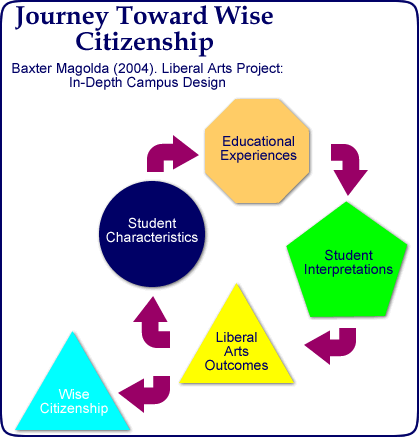 Journey Toward Wise
Citizenship
Baxter Magolda (2004). Liberal Arts Project:
In-Depth Campus Design
Educational
Experiences
Student
Characteristics
Student
Interpretations
Liberal
Arts
Outcomes
Wise
Citizenship